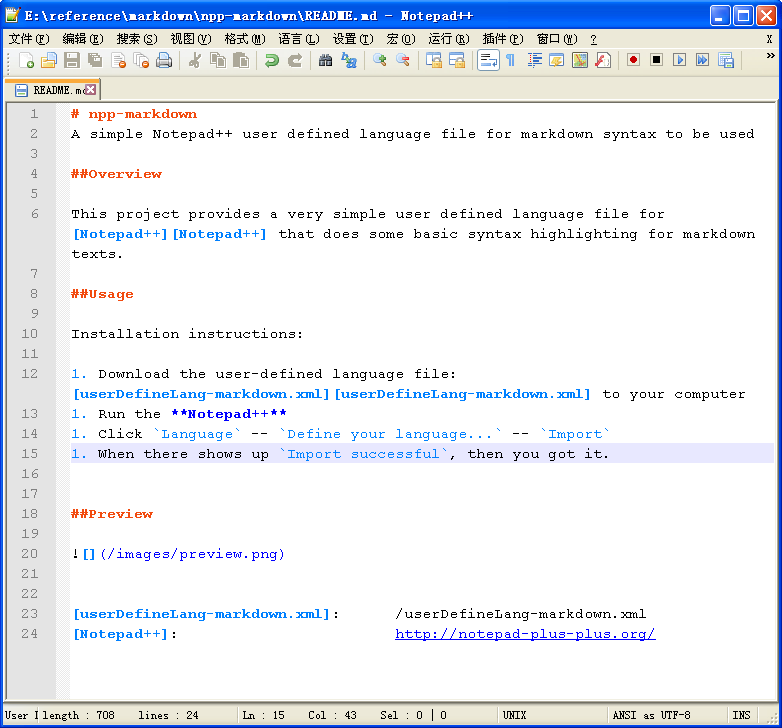 E:\reference\markdown\npp-markdown\README.md - Notepad++
文件(F) 编辑(E) 搜索(S) 视图(V) 格式(M) 语言(L) 设置(T) 宏(O) 运行(R) 插件(P) 窗口(W) ? X
README.md
1 # npp-markdown
2 A simple Notepad++ user defined language file for markdown syntax to be used
3
4 ##Overview
5
6 This project provides a very simple user defined language file for
[Notepad++][Notepad++] that does some basic syntax highlighting for markdown
texts.
7
8 ##Usage
9
10 Installation instructions:
11
12 1. Download the user-defined language file:
[userDefineLang-markdown.xml][userDefineLang-markdown.xml] to your computer
13 1. Run the **Notepad++**
14 1. Click `Language` -- `Define your language...` -- `Import`
15 1. When there shows up `Import successful`, then you got it.
16
17
18 ##Preview
19
20 ![](/images/preview.png)
21
22
23 [userDefineLang-markdown.xml]: /userDefineLang-markdown.xml
24 [Notepad++]: http://notepad-plus-plus.org/
User length : 708 lines : 24 Ln : 15 Col : 43 Sel : 0 | 0 UNIX ANSI as UTF-8 INS